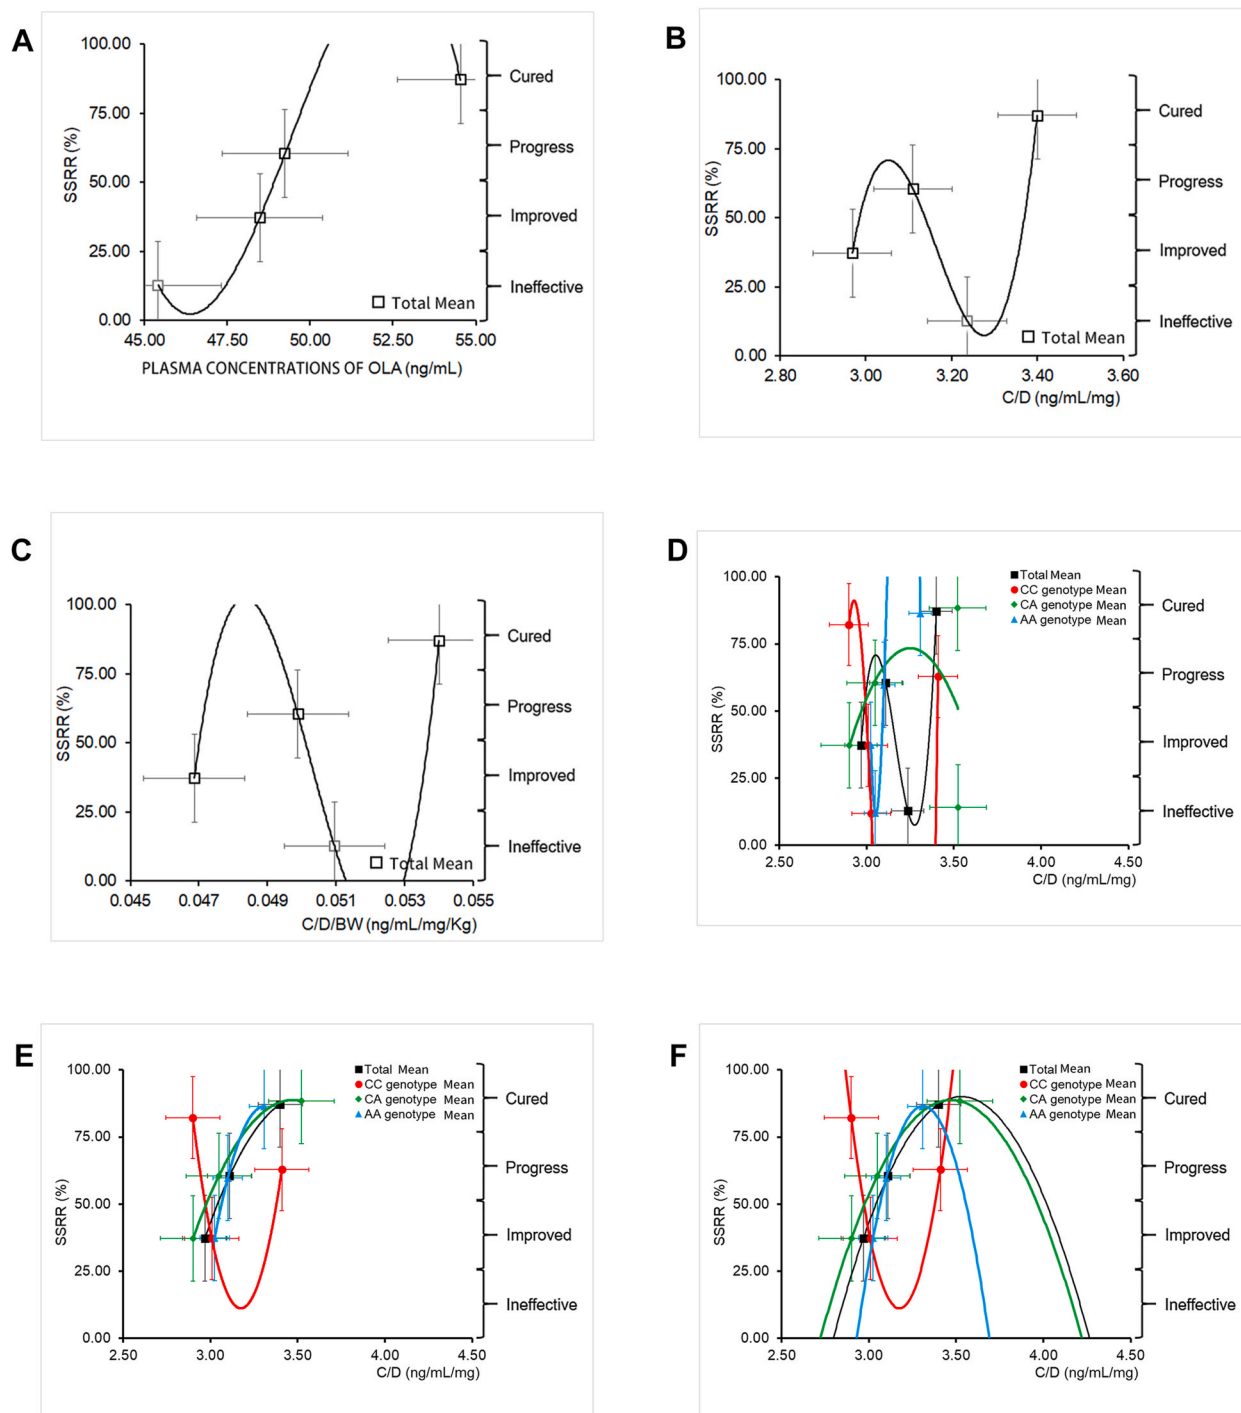 A
100.00
75.00
50.00
25.00
0.00
SSRR (%)
45.00 47.50 50.00 52.50 55.00
PLASMA CONCENTRATIONS OF OLA (ng/mL)
Cured
Progress
Improved
Ineffective
Total Mean
B
100.00
75.00
50.00
25.00
0.00
SSRR (%)
2.80 3.00 3.20 3.40 3.60
C/D (ng/mL/mg)
Cured
Progress
Improved
Ineffective
Total Mean
C
100.00
75.00
50.00
25.00
0.00
SSRR (%)
0.045 0.047 0.049 0.051 0.053 0.055
C/D/BW (ng/mL/mg/Kg)
Cured
Progress
Improved
Ineffective
Total Mean
D
100.00
75.00
50.00
25.00
0.00
SSRR (%)
2.50 3.00 3.50 4.00 4.50
C/D (ng/mL/mg)
Total Mean
CC genotype Mean
CA genotype Mean
AA genotype Mean
Cured
Progress
Improved
Ineffective
E
100.00
75.00
50.00
25.00
0.00
SSRR (%)
2.50 3.00 3.50 4.00 4.50
C/D (ng/mL/mg)
Total Mean
CC genotype Mean
CA genotype Mean
AA genotype Mean
Cured
Progress
Improved
Ineffective
F
100.00
75.00
50.00
25.00
0.00
SSRR (%)
2.50 3.00 3.50 4.00 4.50
C/D (ng/mL/mg)
Total Mean
CC genotype Mean
CA genotype Mean
AA genotype Mean
Cured
Progress
Improved
Ineffective